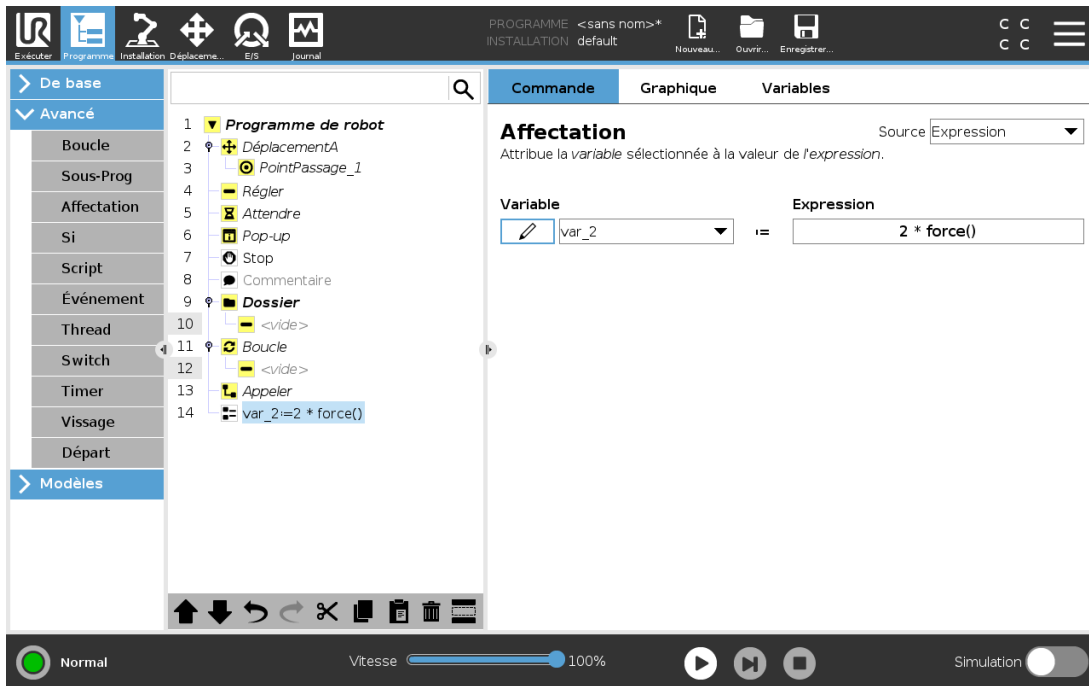 PROGRAMME <sans nom>*
INSTALLATION default
C C
C C
Exécuter Programme Installation Déplaceme... E/S Journal Nouveau... Ouvrir... Enregistrer...
De base
Avancé
Boucle
Sous-Prog
Affectation
Si
Script
Événement
Thread
Switch
Timer
Vissage
Départ
Modèles
1 Programme de robot
2 DéplacementA
3 PointPassage_1
4 Régler
5 Attendre
6 Pop-up
7 Stop
8 Commentaire
9 Dossier
10 <vide>
11 Boucle
12 <vide>
13 Appeler
14 var_2:=2 * force()
Commande Graphique Variables
Affectation
Source Expression
Attribue la variable sélectionnée à la valeur de l'expression.
Variable Expression
var_2 := 2 * force()
Normal Vitesse 100% Simulation